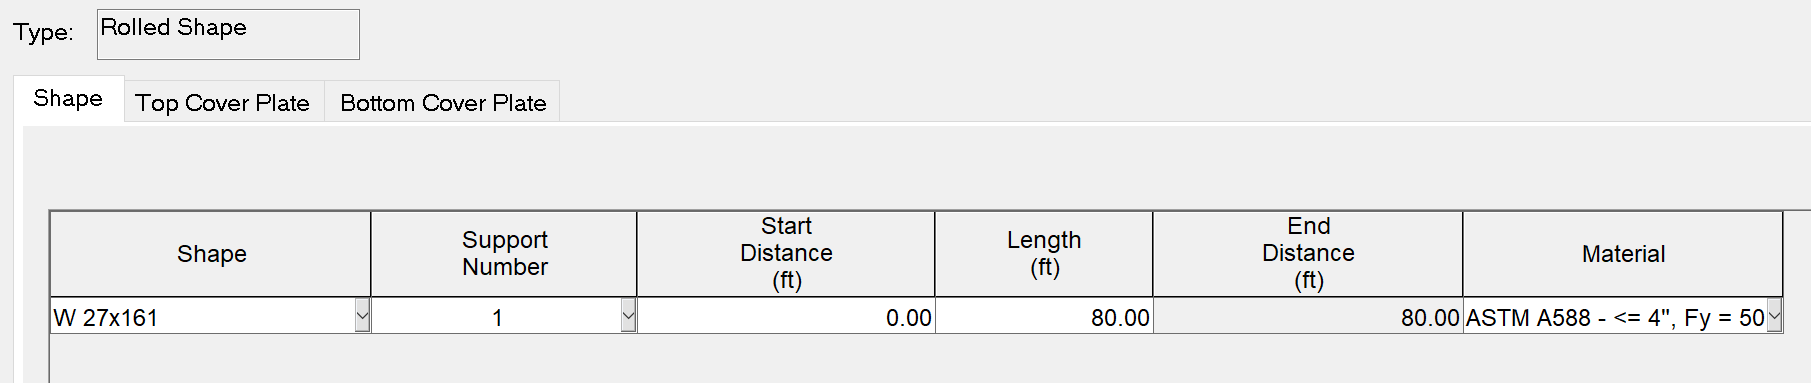 Type: Rolled Shape
Shape Top Cover Plate Bottom Cover Plate
Shape
Support
Number
Start
Distance
(ft)
Length
(ft)
End
Distance
(ft)
Material
W 27x161 1 0.00 80.00 80.00 ASTM A588 - <= 4", Fy = 50